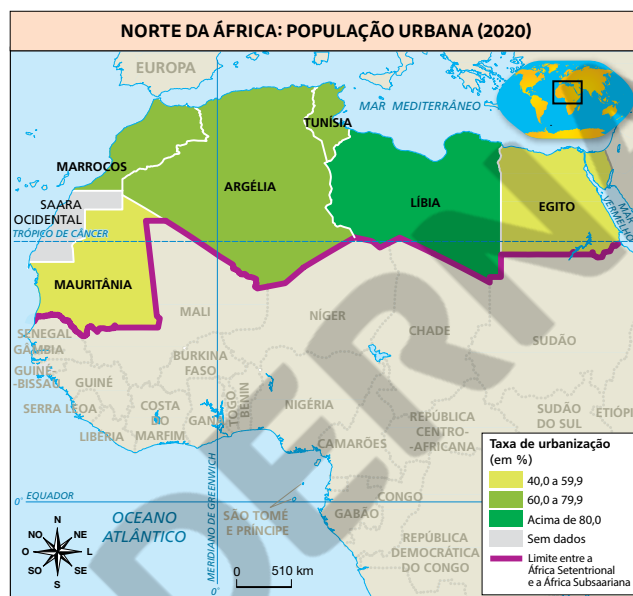 NORTE DA ÁFRICA: POPULAÇÃO URBANA (2020)
EUROPA
MAR MEDITERRÂNEO
TUNÍSIA
MARROCOS
ARGÉLIA
LÍBIA
EGITO
MAR
VERMELHO
SAARA
OCIDENTAL
TRÓPICO DE CÂNCER
MAURITÂNIA
MALI
NÍGER
CHADE
SUDÃO
SENEGAL
GÂMBIA
GUINÉ-
BISSAU
GUINÉ
BURKINA
FASO
SERRA LEOA
LIBÉRIA
COSTA
DO
MARFIM
GANA
TOGO
BENIN
NIGÉRIA
CAMARÕES
REPÚBLICA
CENTRO-
-AFRICANA
SUDÃO
DO SUL
ETIÓPI
EQUADOR
0°
OCEANO
ATLÂNTICO
MERIDIANO DE GREENWICH
SÃO TOMÉ
E PRÍNCIPE
CONGO
GABÃO
REPÚBLICA
DEMOCRÁTICA
DO CONGO
N
NO
NE
O
L
SO
SE
S
0 510 km
0°
Taxa de urbanização
(em %)
40,0 a 59,9
60,0 a 79,9
Acima de 80,0
Sem dados
Limite entre a
África Setentrional
e a África Subsaariana